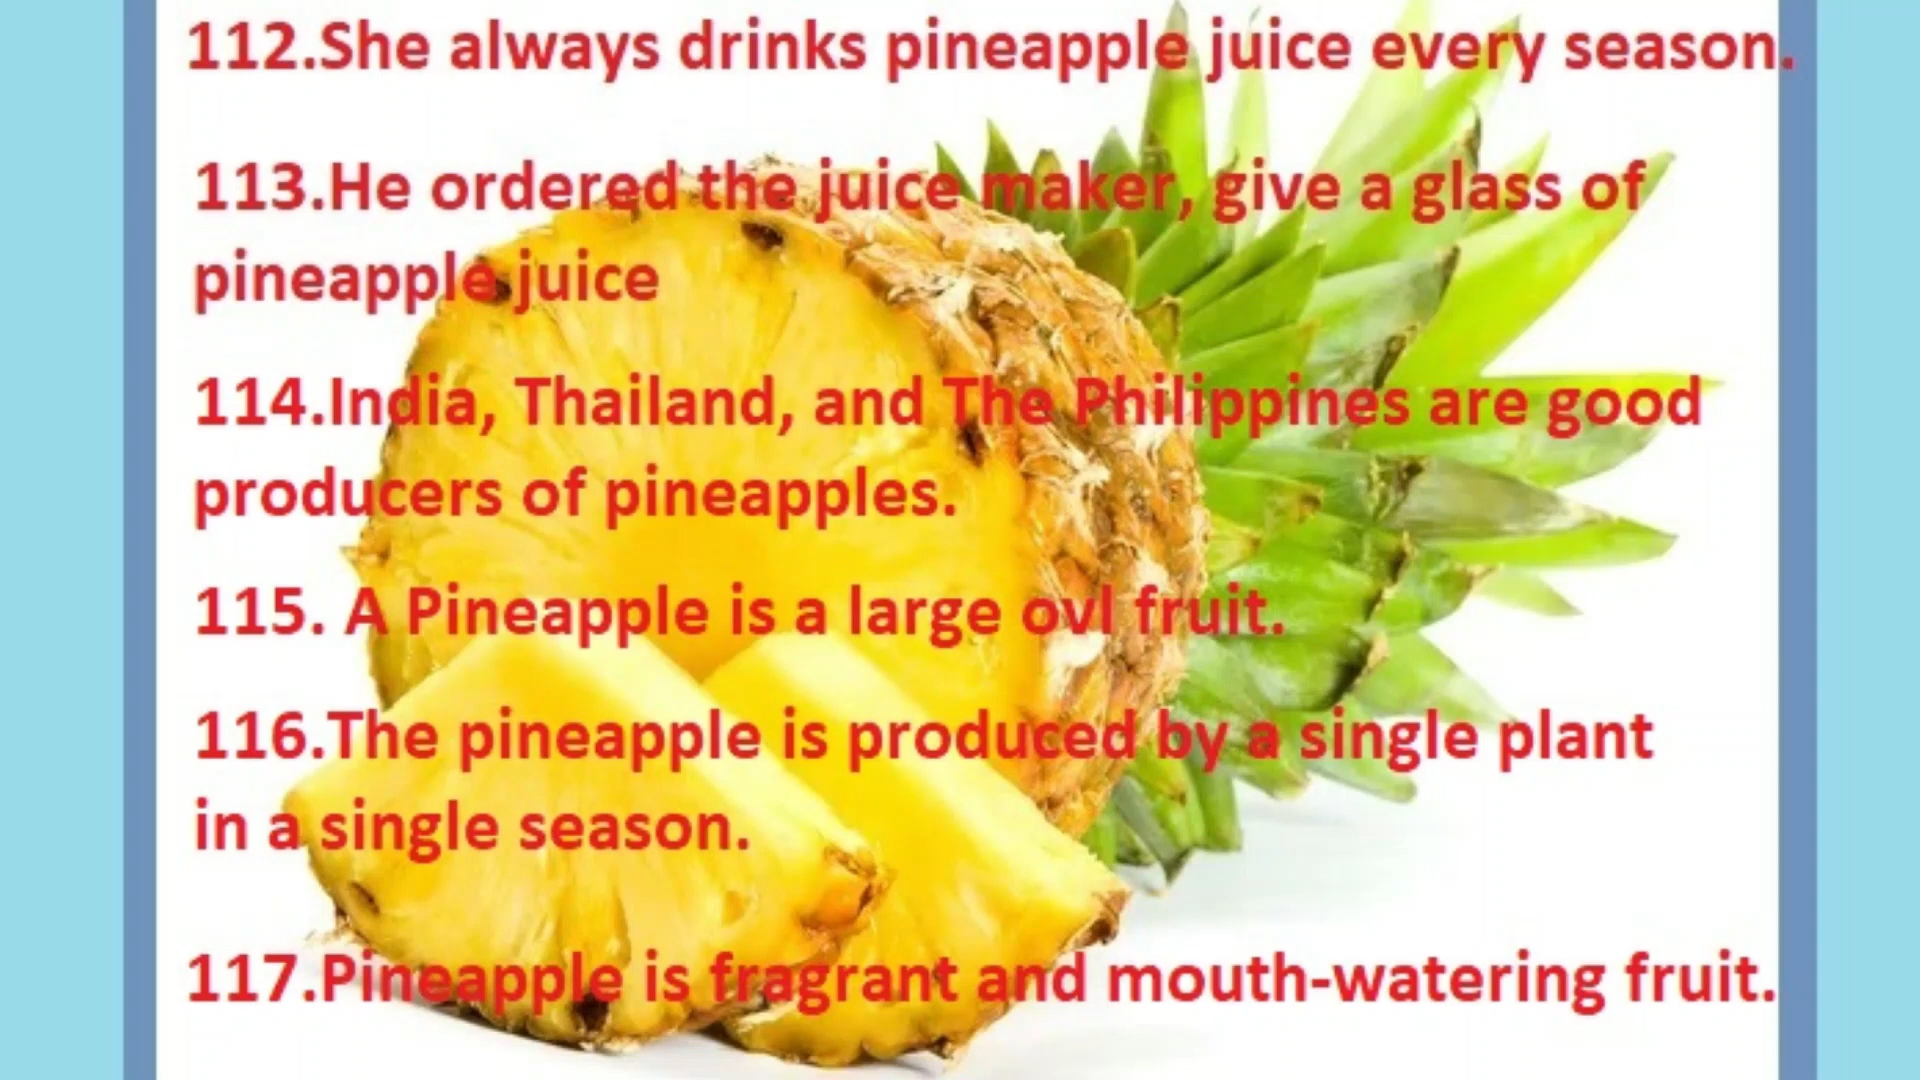 112.She always drinks pineapple juice every season.
113.He ordered the juice maker, give a glass of
pineapple juice
114.India, Thailand, and The Philippines are good
producers of pineapples.
115. A Pineapple is a large ovl fruit.
116.The pineapple is produced by a single plant
in a single season.
117.Pineapple is fragrant and mouth-watering fruit.